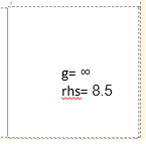 g= ∞
rhs= 8.5